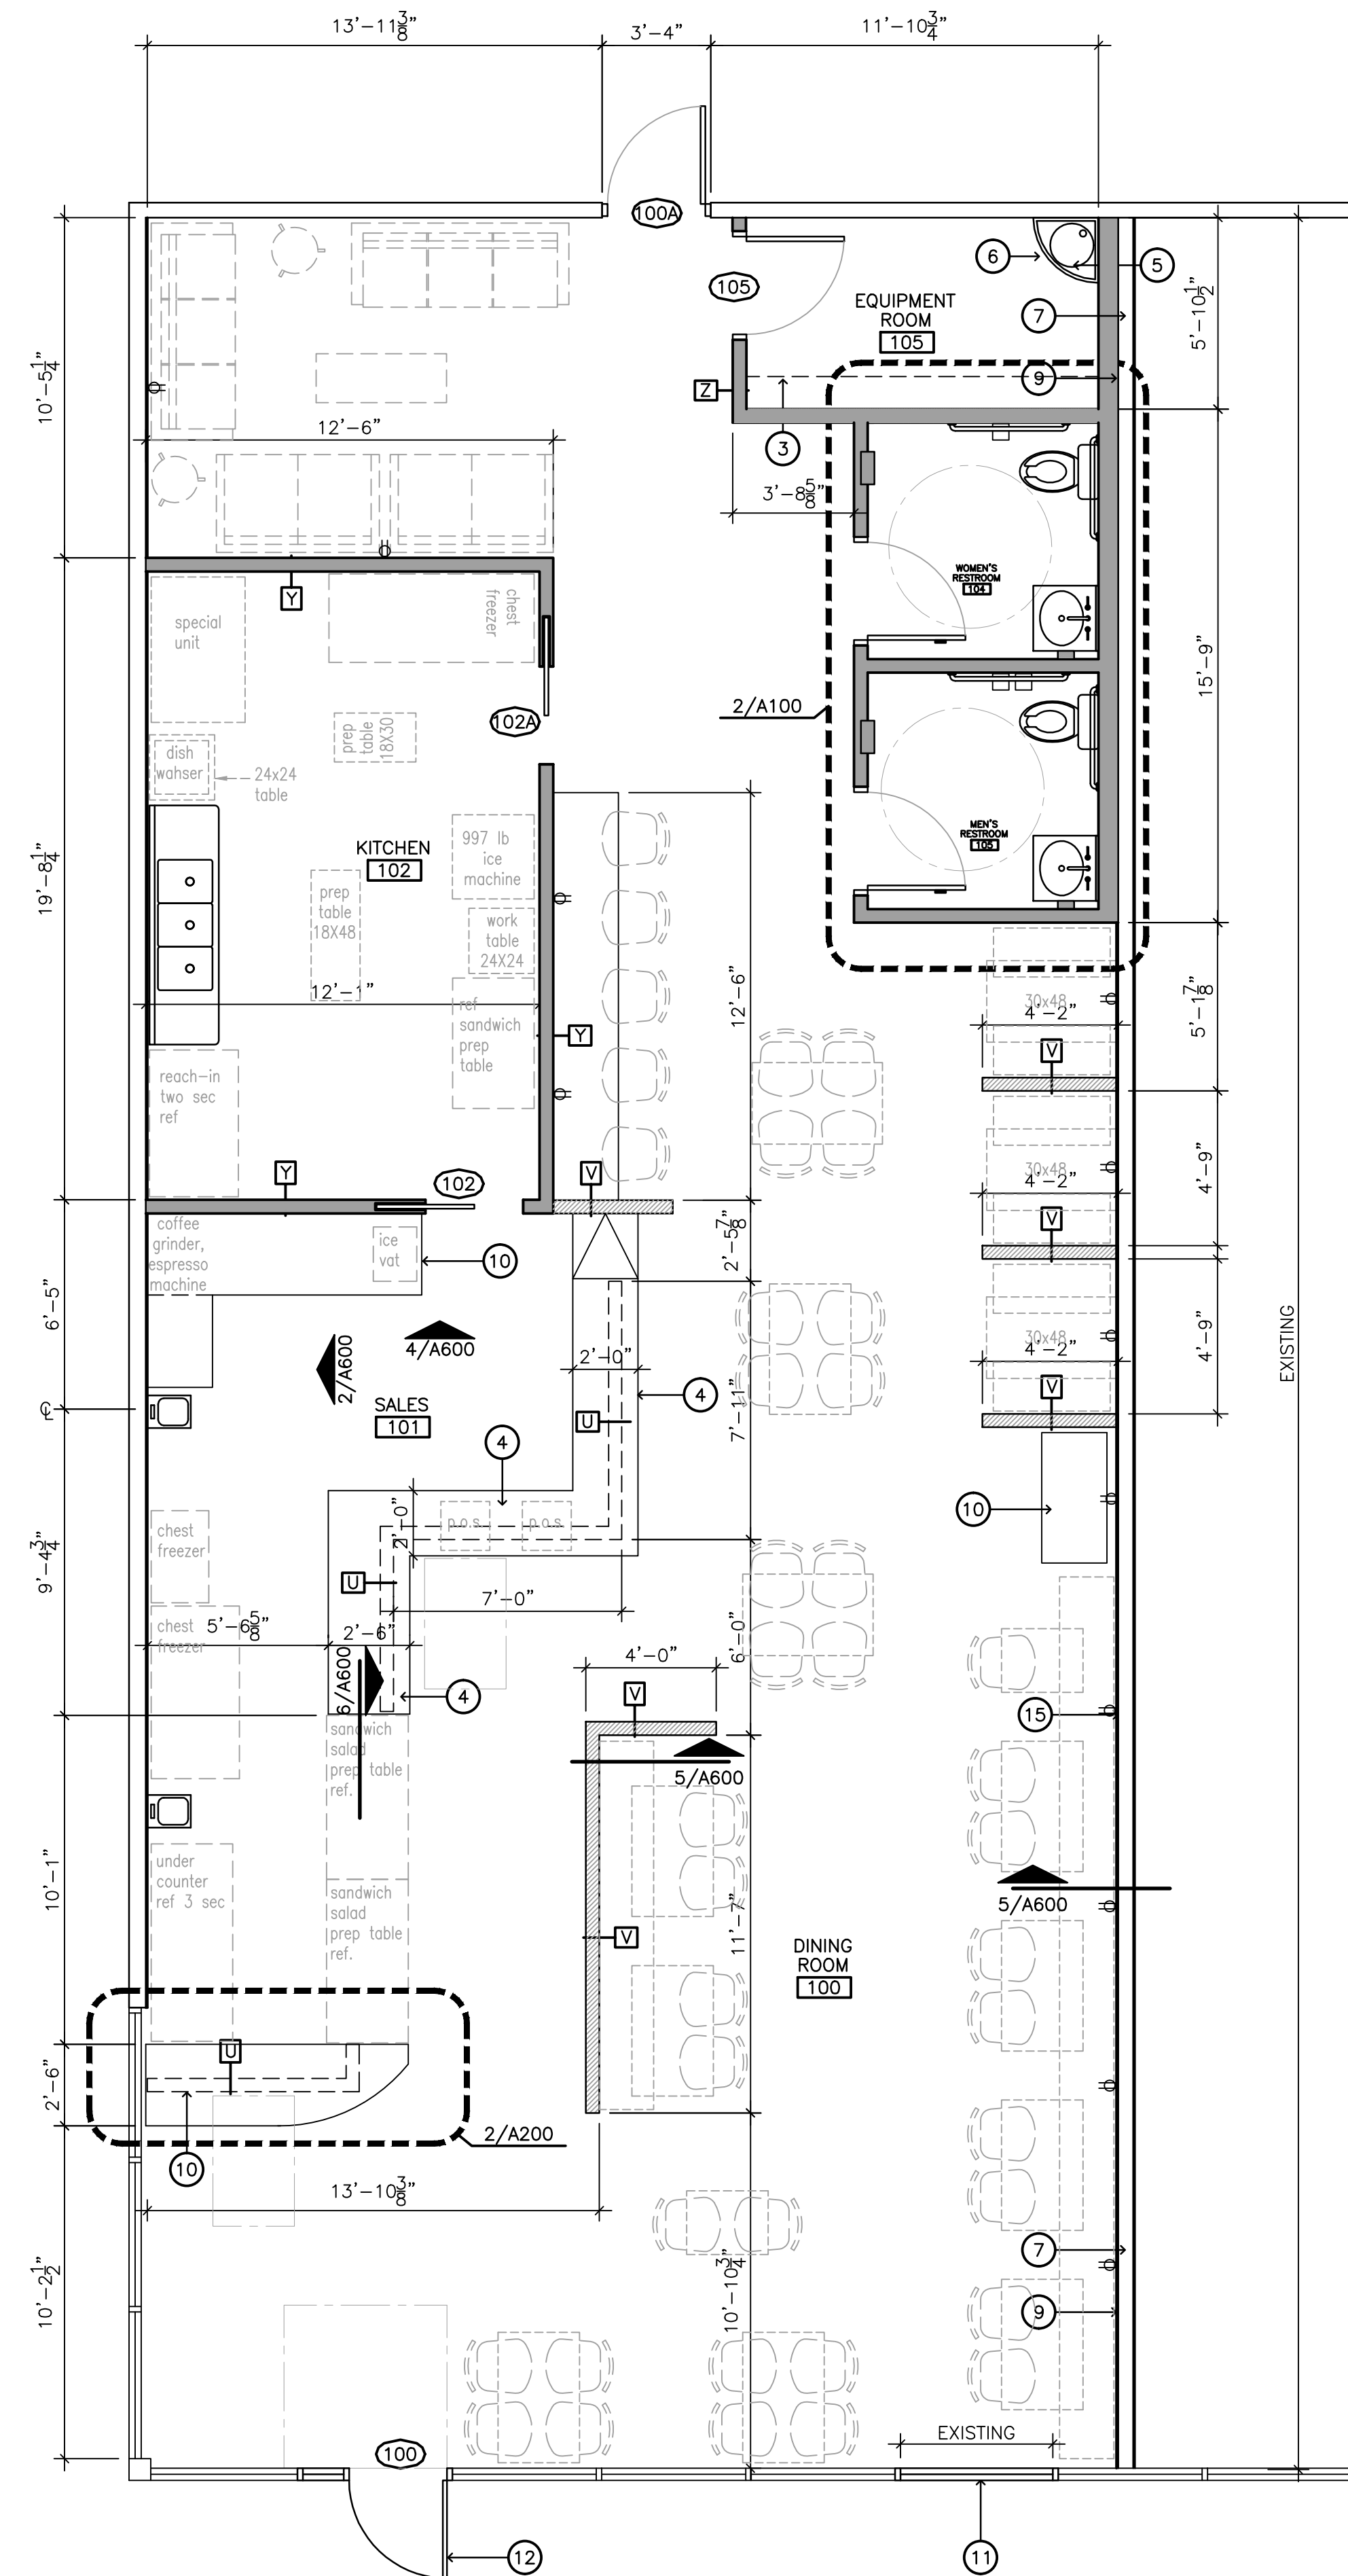 13'-11 3/8"
3'-4"
11'-10 3/4"
100A
105
6
5
EQUIPMENT
ROOM
105
7
5'-10 1/2"
10'-5 1/4"
Z
9
12'-6"
3
3'-8 5/8"
Y
WOMEN'S
RESTROOM
104
special
unit
chest
freezer
15'-9"
2/A100
102A
prep
table
18X30
dish
wahser
24x24
table
MEN'S
RESTROOM
105
KITCHEN
102
997 lb
ice
machine
19'-8 1/4"
prep
table
18X48
work
table
24X24
12'-1"
12'-6"
ref
sandwich
prep
table
Y
30x48
4'-2"
5'-1 7/8"
V
reach-in
two sec
ref
Y
102
V
30x48
4'-2"
4'-9"
V
coffee
grinder,
espresso
machine
ice
vat
10
2'-5 7/8"
6'-5"
2/A600
4/A600
2'-0"
30x48
4'-2"
4'-9"
EXISTING
V
4
SALES
101
U
7'-11"
4
℄
p.o.s.
p.o.s.
2'-0"
10
chest
freezer
9'-4 3/4"
U
7'-0"
chest
freezer
5'-6 5/8"
2'-6"
6'-0"
4'-0"
6/A600
4
V
15
sandwich
salad
prep table
ref.
5/A600
under
counter
ref 3 sec
10'-1"
sandwich
salad
prep table
ref.
V
11'-7"
5/A600
DINING
ROOM
100
U
2'-6"
2/A200
10
13'-10 3/8"
7
10'-2 1/2"
10'-10 3/4"
9
EXISTING
100
12
11